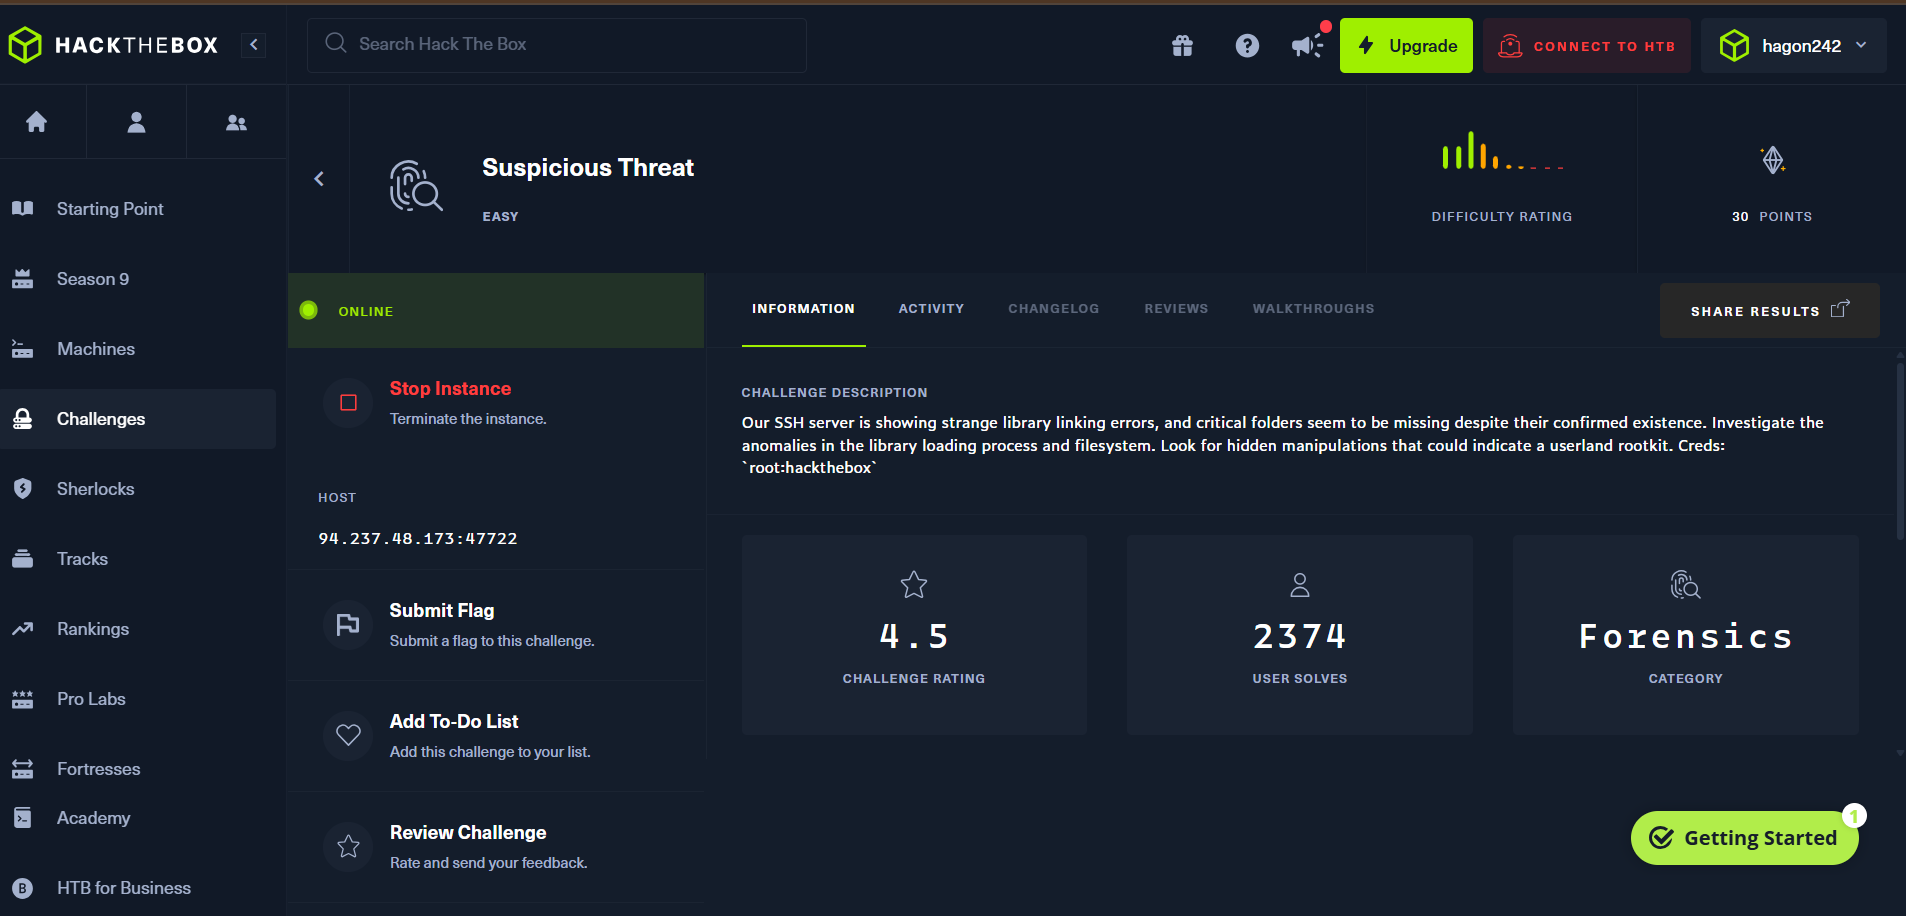 HACKTHEBOX
Search Hack The Box
Upgrade
CONNECT TO HTB
hagon242
Starting Point
Season 9
Machines
Challenges
Sherlocks
Tracks
Rankings
Pro Labs
Fortresses
Academy
B
HTB for Business
Suspicious Threat
EASY
DIFFICULTY RATING
30 POINTS
ONLINE
Stop Instance
Terminate the instance.
HOST
94.237.48.173:47722
Submit Flag
Submit a flag to this challenge.
Add To-Do List
Add this challenge to your list.
Review Challenge
Rate and send your feedback.
INFORMATION
ACTIVITY
CHANGELOG
REVIEWS
WALKTHROUGHS
SHARE RESULTS
CHALLENGE DESCRIPTION
Our SSH server is showing strange library linking errors, and critical folders seem to be missing despite their confirmed existence. Investigate the
anomalies in the library loading process and filesystem. Look for hidden manipulations that could indicate a userland rootkit. Creds:
`root:hackthebox`
4.5
CHALLENGE RATING
2374
USER SOLVES
Forensics
CATEGORY
1
Getting Started